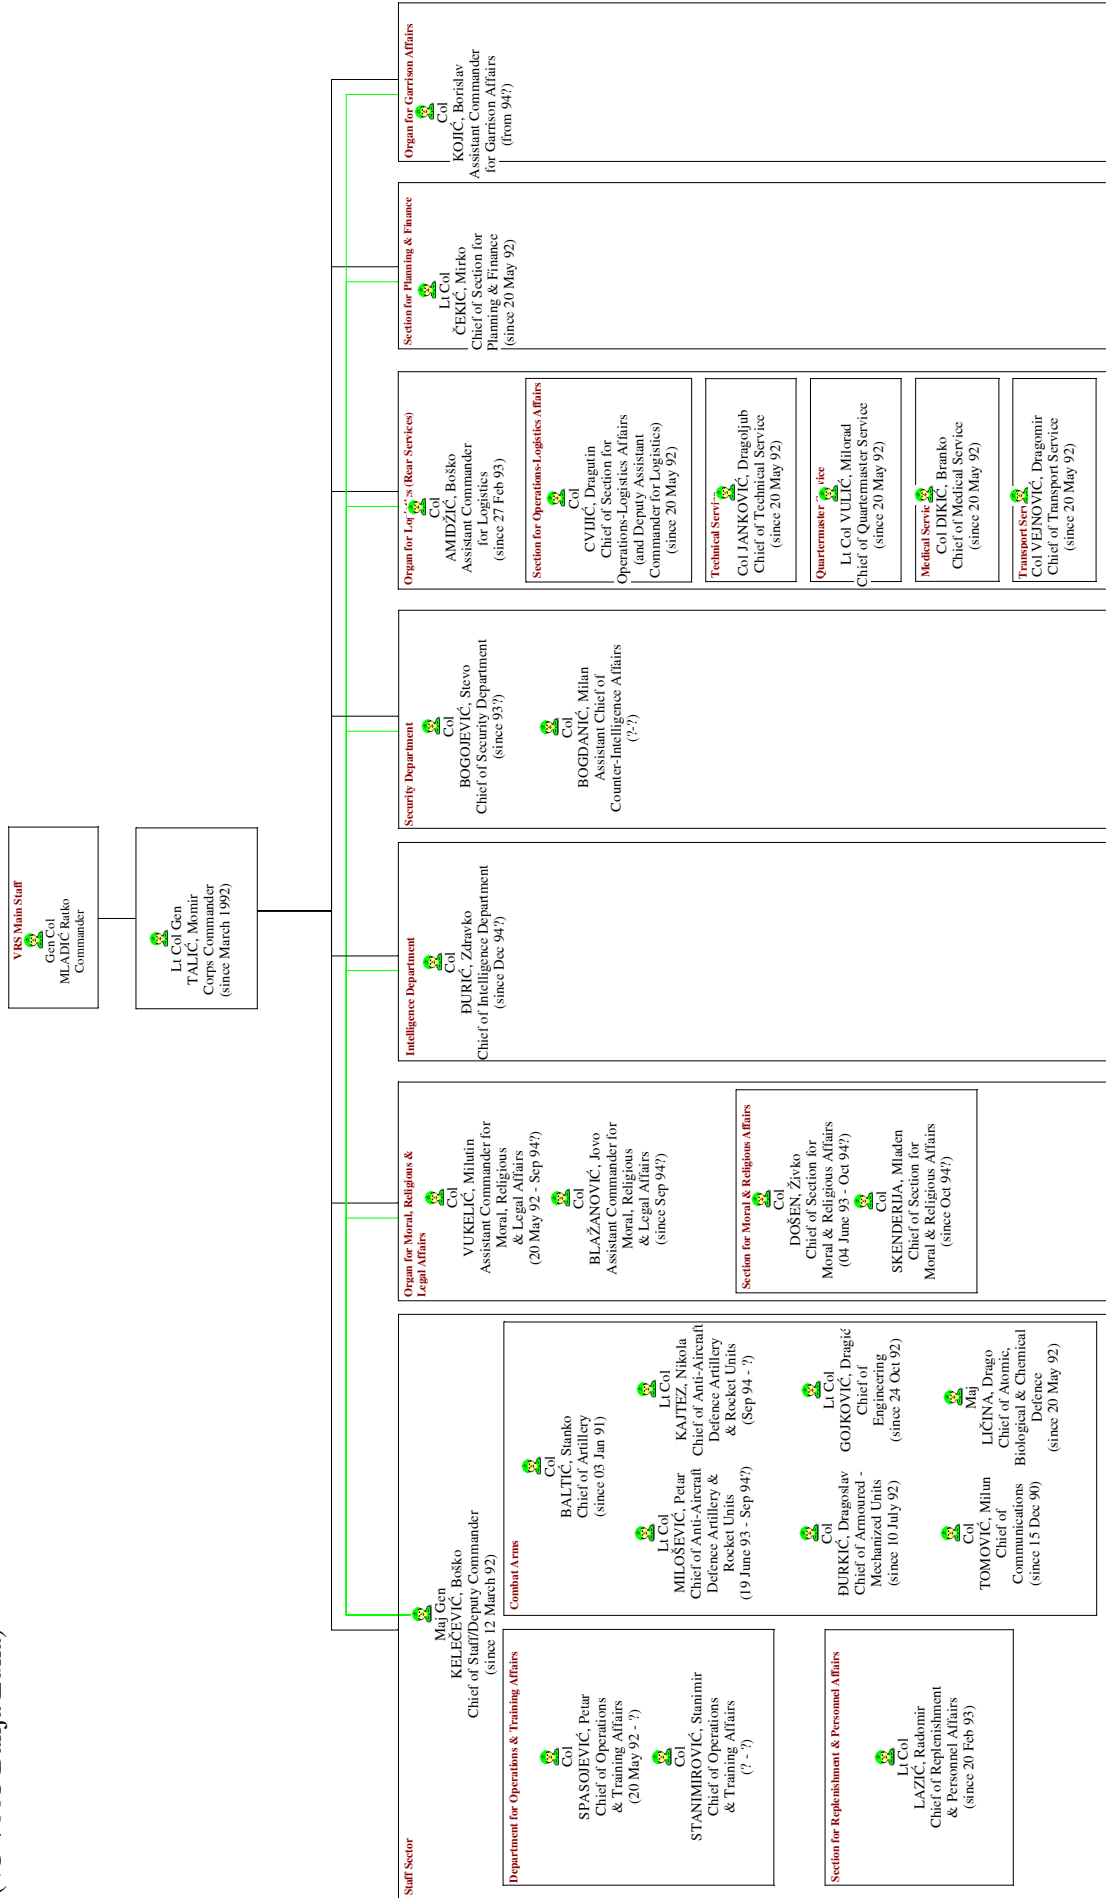 VRS Main Staff
Gen Col
MLADIĆ Ratko
Commander
Lt Col Gen
TALIĆ, Momir
Corps Commander
(since March 1992)
Staff Sector
Maj Gen
KELEČEVIĆ, Boško
Chief of Staff/Deputy Commander
(since 12 March 92)
Department for Operations & Training Affairs
Col
SPASOJEVIĆ, Petar
Chief of Operations
& Training Affairs
(20 May 92 - ?)
Col
STANIMIROVIĆ, Stanimir
Chief of Operations
& Training Affairs
(? - ?)
Section for Replenishment & Personnel Affairs
Lt Col
LAZIĆ, Radomir
Chief of Replenishment
& Personnel Affairs
(since 20 Feb 93)
Combat Arms
Col
BALTIĆ, Stanko
Chief of Artillery
(since 03 Jan 91)
Lt Col
MILOŠEVIĆ, Petar
Chief of Anti-Aircraft
Defence Artillery &
Rocket Units
(19 June 93 - Sep 94?)
Lt Col
KAJTEZ, Nikola
Chief of Anti-Aircraft
Defence Artillery
& Rocket Units
(Sep 94 - ?)
Col
ĐURKIĆ, Dragoslav
Chief of Armoured -
Mechanized Units
(since 10 July 92)
Lt Col
GOJKOVIĆ, Dragić
Chief of
Engineering
(since 24 Oct 92)
Col
TOMOVIĆ, Milun
Chief of
Communications
(since 15 Dec 90)
Maj
LIČINA, Drago
Chief of Atomic,
Biological & Chemical
Defence
(since 20 May 92)
Organ for Moral, Religious &
Legal Affairs
Col
VUKELIĆ, Milutin
Assistant Commander for
Moral, Religious
& Legal Affairs
(20 May 92 - Sep 94?)
Col
BLAŽANOVIĆ, Jovo
Assistant Commander for
Moral, Religious
& Legal Affairs
(since Sep 94?)
Section for Moral & Religious Affairs
Col
DOŠEN, Živko
Chief of Section for
Moral & Religious Affairs
(04 June 93 - Oct 94?)
Col
SKENDERIJA, Mladen
Chief of Section for
Moral & Religious Affairs
(since Oct 94?)
Intelligence Department
Col
ĐURIĆ, Zdravko
Chief of Intelligence Department
(since Dec 94?)
Security Department
Col
BOGOJEVIĆ, Stevo
Chief of Security Department
(since 93?)
Col
BOGDANIĆ, Milan
Assistant Chief of
Counter-Intelligence Affairs
(?-?)
Organ for (Rear Services)
Col
AMIDŽIĆ, Boško
Assistant Commander
for Logistics
(since 27 Feb 93)
Section for Operations-Logistics Affairs
Col
CVIJIĆ, Dragutin
Chief of Section for
Operations-Logistics Affairs
(and Deputy Assistant
Commander for Logistics)
(since 20 May 92)
Technical
Col JANKOVIĆ, Dragoljub
Chief of Technical Service
(since 20 May 92)
Quartermaster
Lt Col VULIĆ, Milorad
Chief of Quartermaster Service
(since 20 May 92)
Medical
Col DIKIĆ, Branko
Chief of Medical Service
(since 20 May 92)
Transport
Col VEJNOVIĆ, Dragomir
Chief of Transport Service
(since 20 May 92)
Section for Planning & Finance
Lt Col
ČEKIĆ, Mirko
Chief of Section for
Planning & Finance
(since 20 May 92)
Organ for Garrison Affairs
Col
KOJIĆ, Borislav
Assistant Commander
for Garrison Affairs
(from 94?)